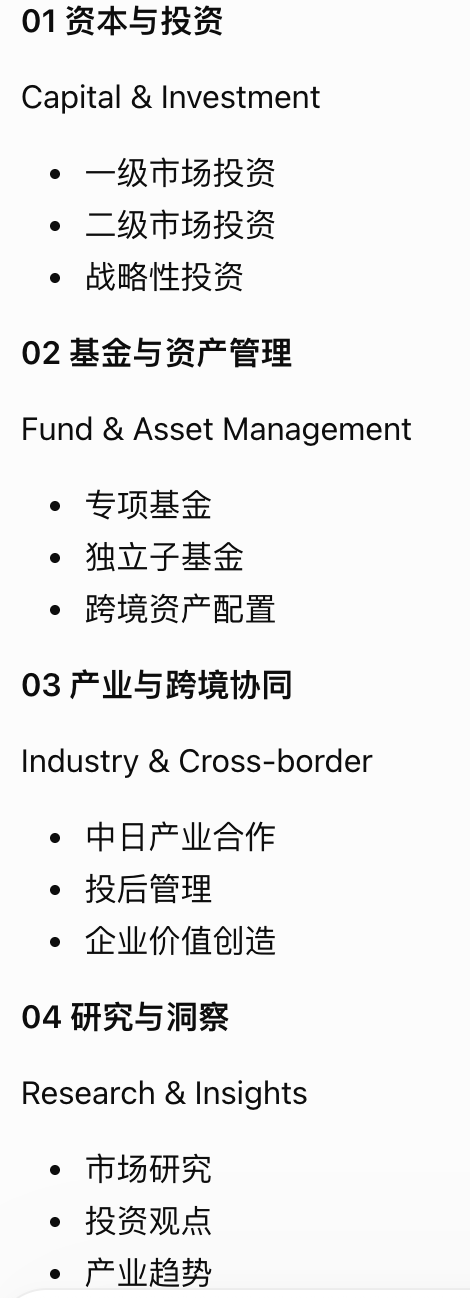 01 资本与投资
Capital & Investment
• 一级市场投资
• 二级市场投资
• 战略性投资
02 基金与资产管理
Fund & Asset Management
• 专项基金
• 独立子基金
• 跨境资产配置
03 产业与跨境协同
Industry & Cross-border
• 中日产业合作
• 投后管理
• 企业价值创造
04 研究与洞察
Research & Insights
• 市场研究
• 投资观点
• 产业趋势